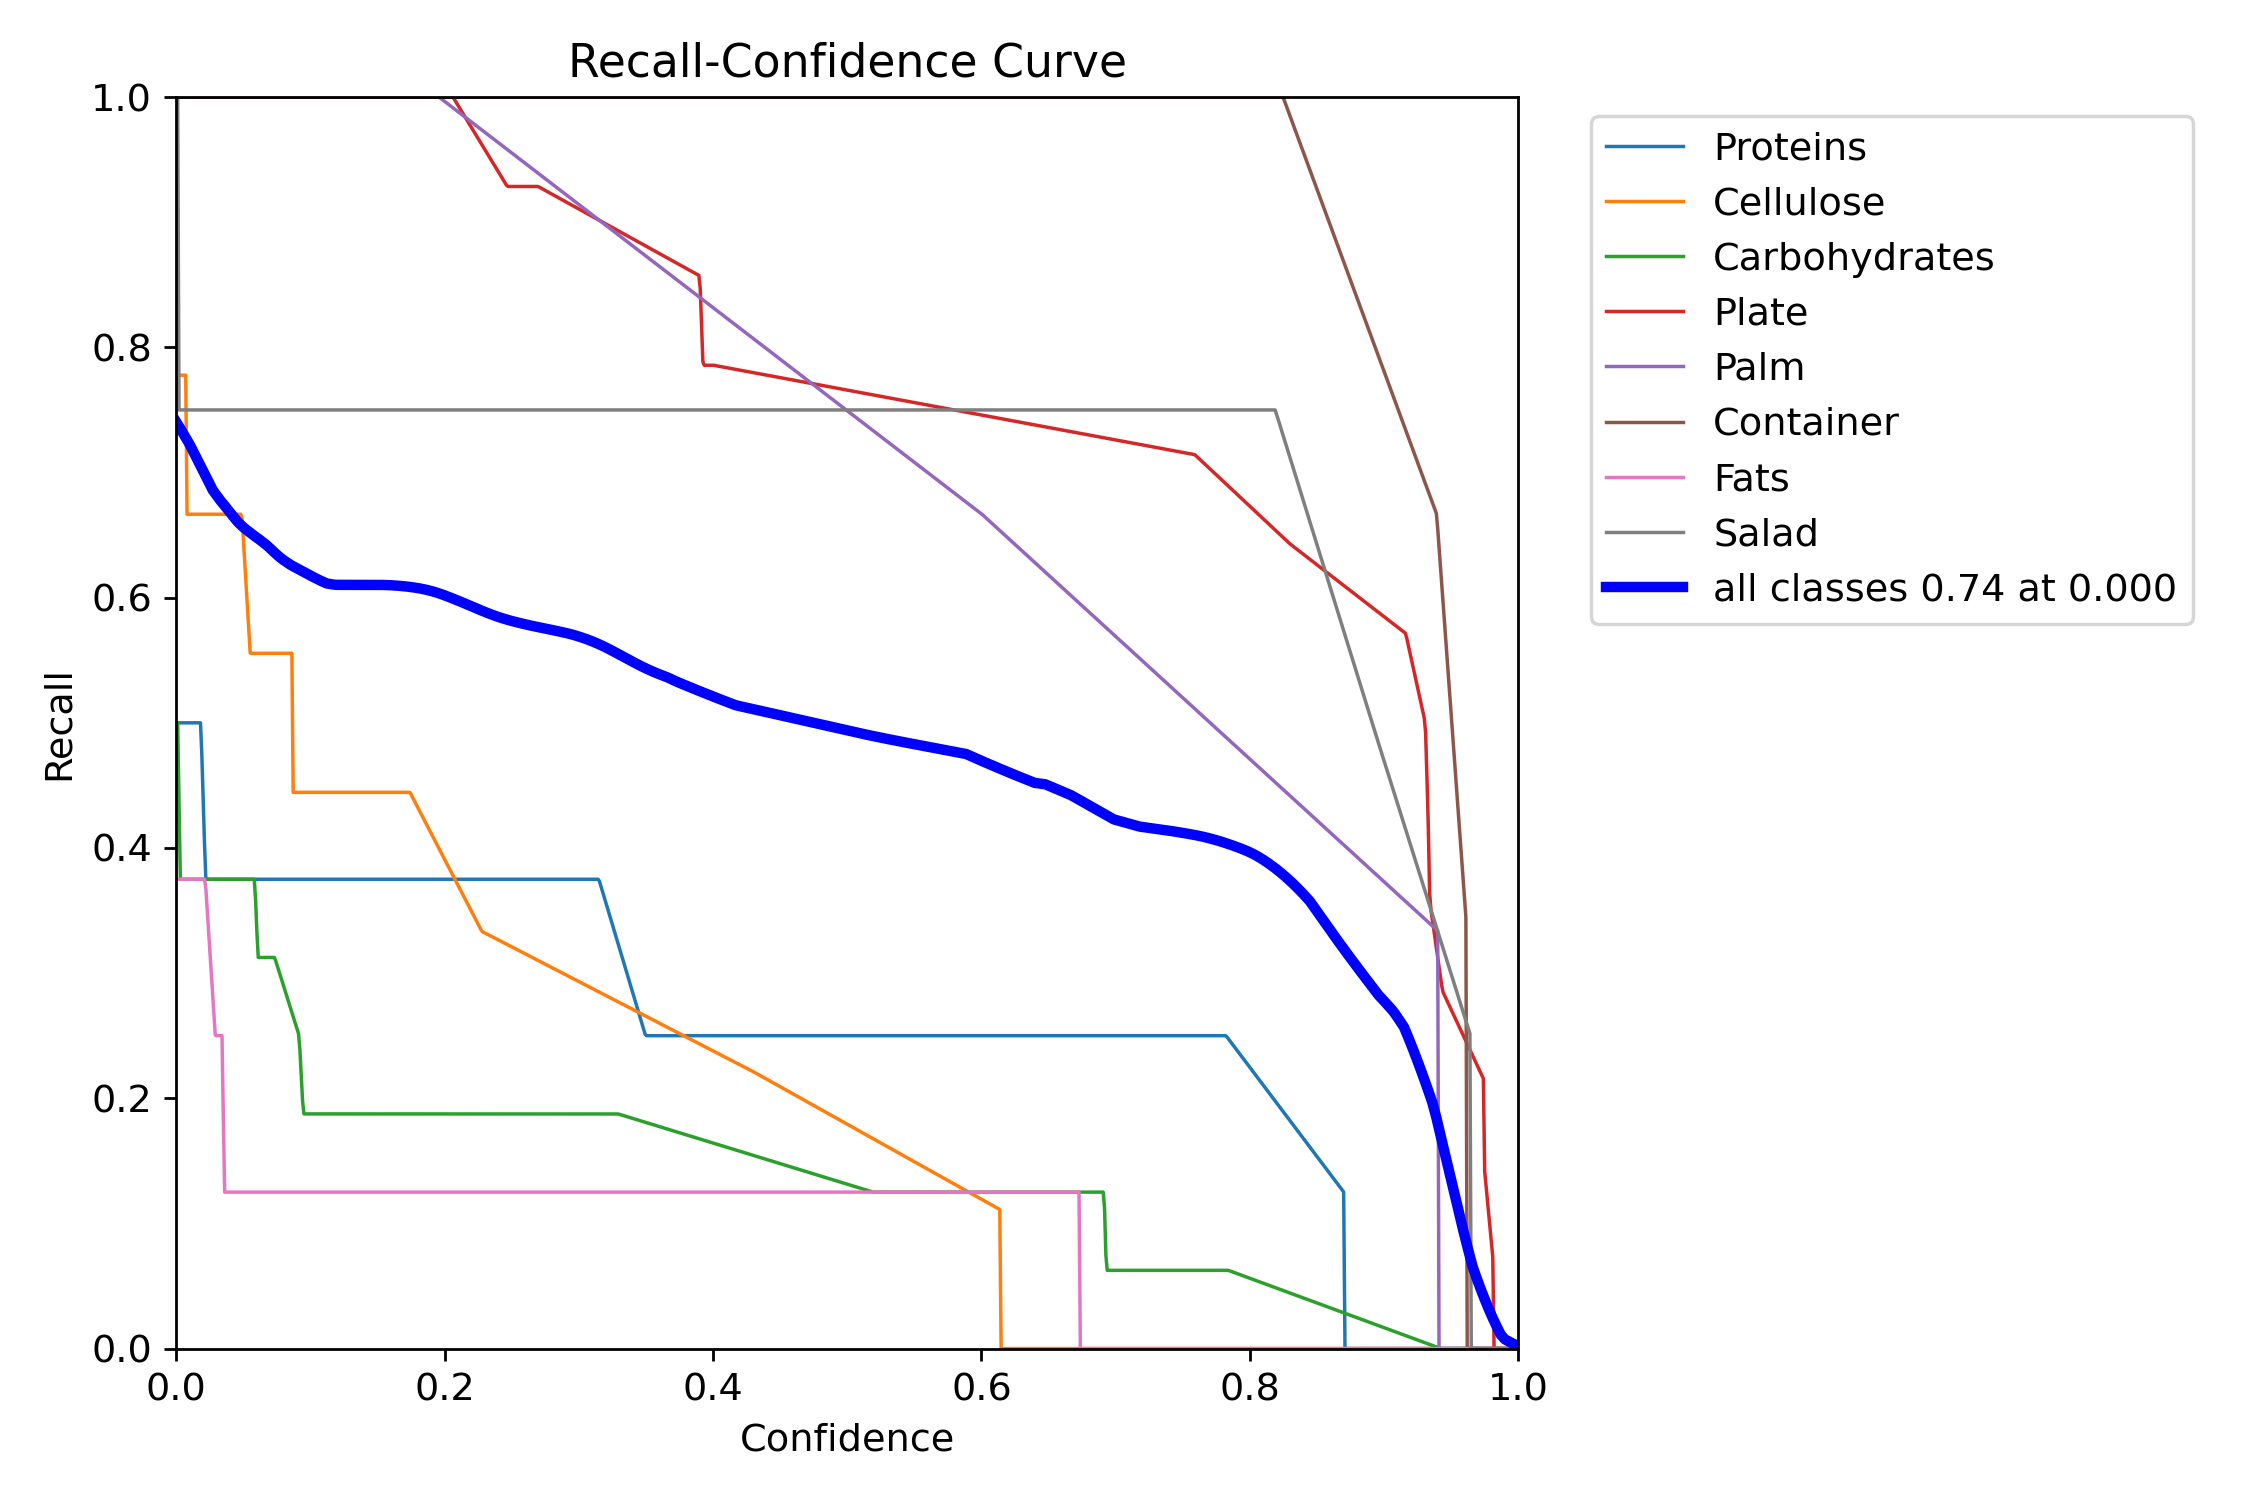 Recall-Confidence Curve
1.0
0.8
0.6
0.4
0.2
0.0
Recall
0.0 0.2 0.4 0.6 0.8 1.0
Confidence
Proteins
Cellulose
Carbohydrates
Plate
Palm
Container
Fats
Salad
all classes 0.74 at 0.000